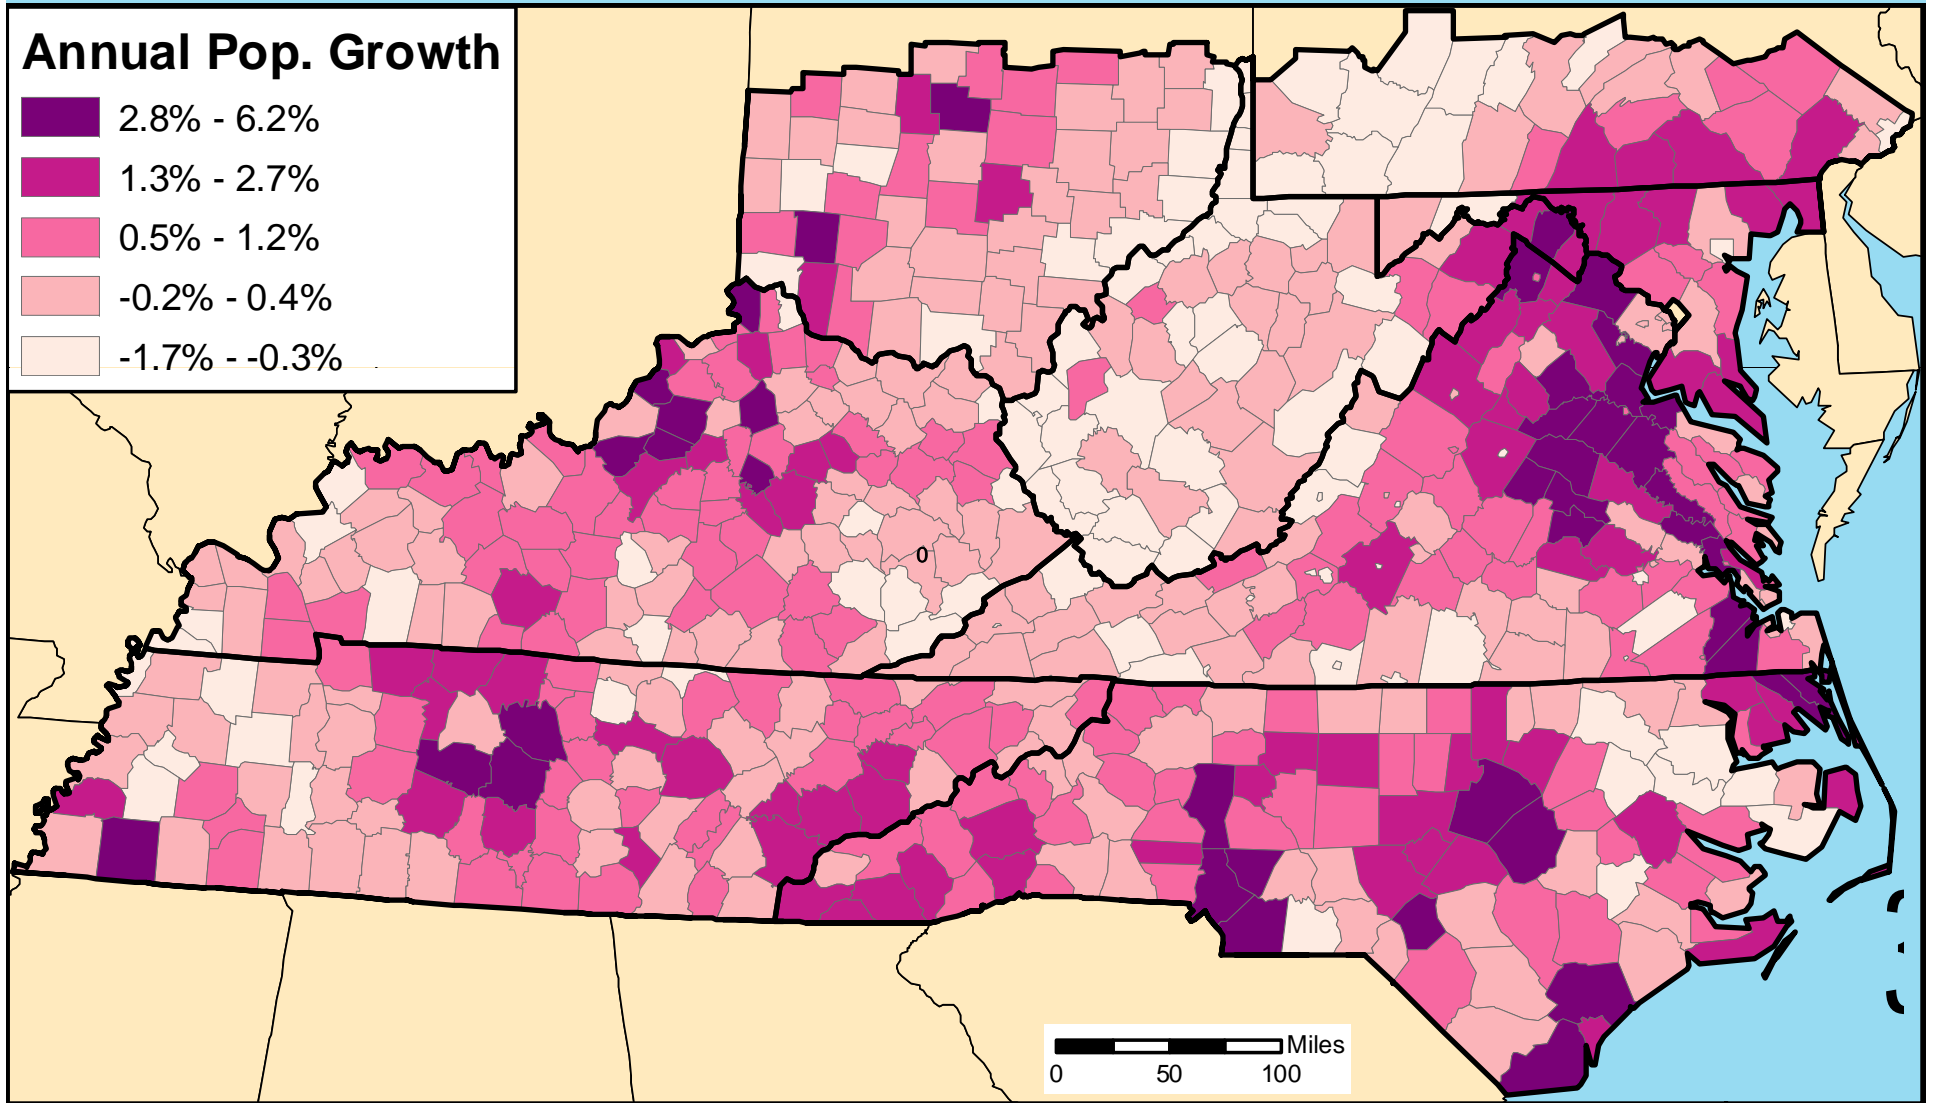 Annual Pop. Growth
2.8% - 6.2%
1.3% - 2.7%
0.5% - 1.2%
-0.2% - 0.4%
-1.7% - -0.3%
0
Miles
0 50 100